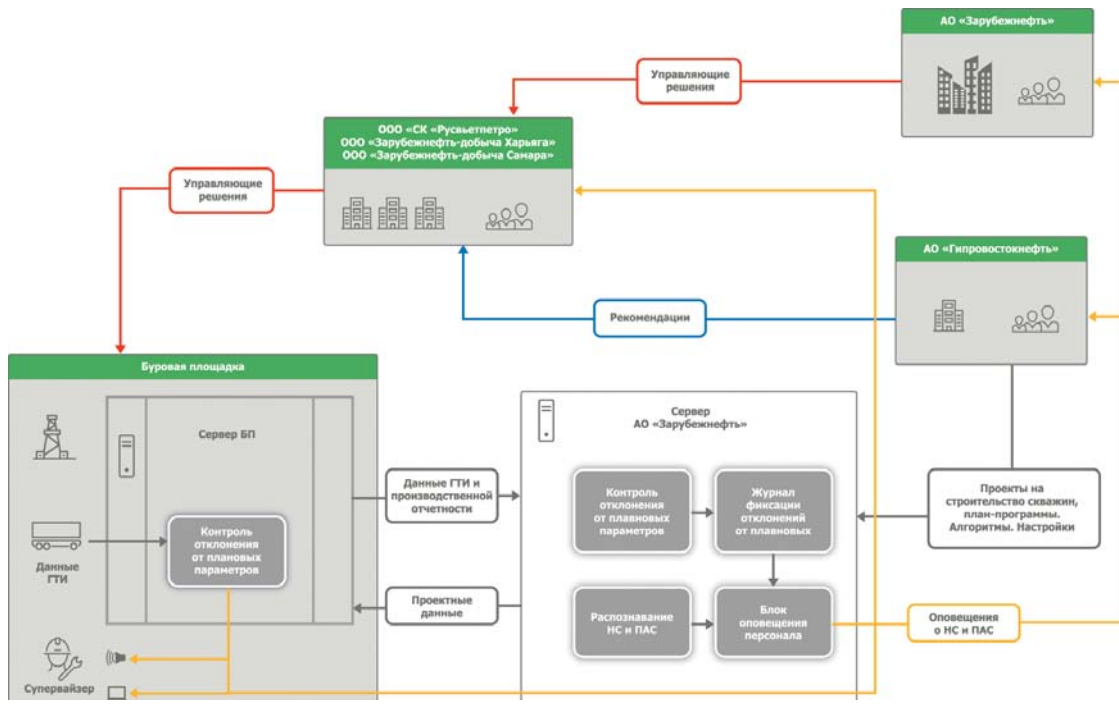 АО «Зарубежнефть»
Управляющие
решения
ООО «СК «Русвьетпетро»
ООО «Зарубежнефть-добыча Харьяга»
ООО «Зарубежнефть-добыча Самара»
Управляющие
решения
АО «Гипровостокнефть»
Рекомендации
Буровая площадка
Сервер БП
Сервер
АО «Зарубежнефть»
Данные ГТИ и
производственной
отчетности
Контроль
отклонения
от плавновых
параметров
Журнал
фиксации
отклонений
от плавновых
Проекты на
строительство скважин,
план-программы.
Алгоритмы. Настройки
Контроль
отклонения
от плановых
параметров
Данные
ГТИ
Проектные
данные
Распознавание
НС и ПАС
Блок
оповещения
персонала
Оповещения
о НС и ПАС
Супервайзер